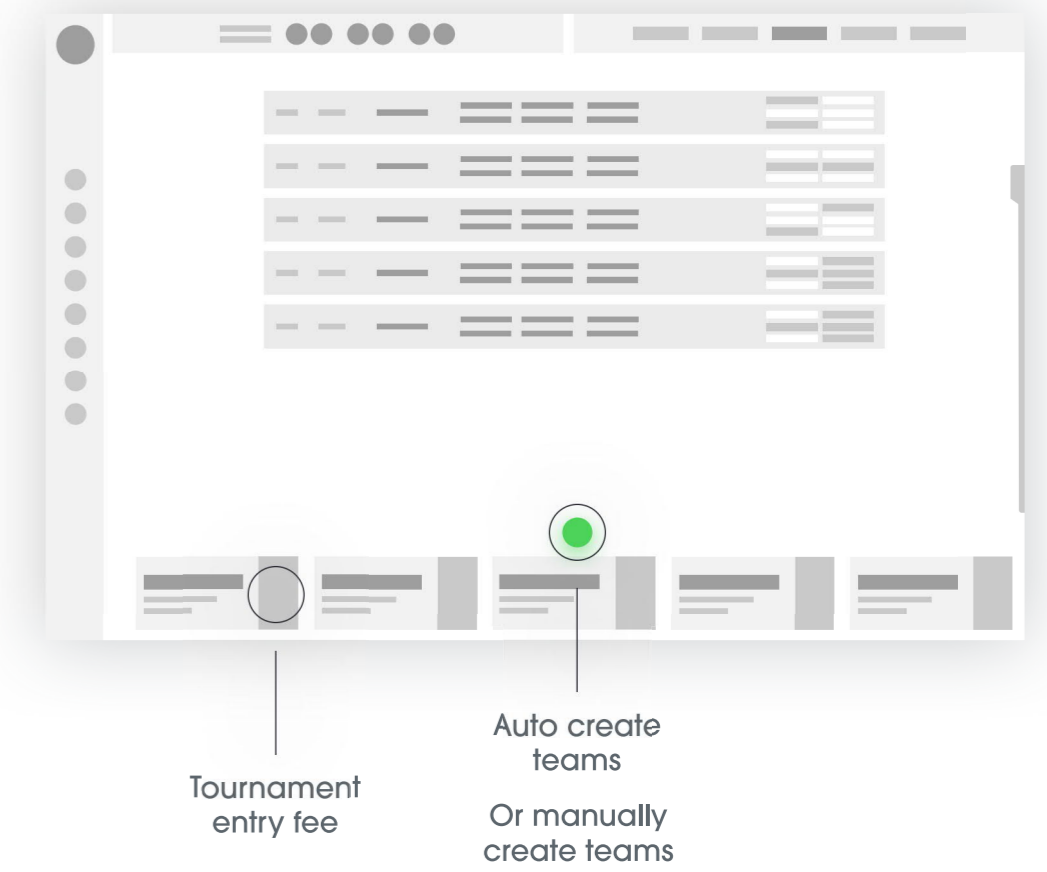 Auto create
teams
Or manually
create teams
Tournament
entry fee